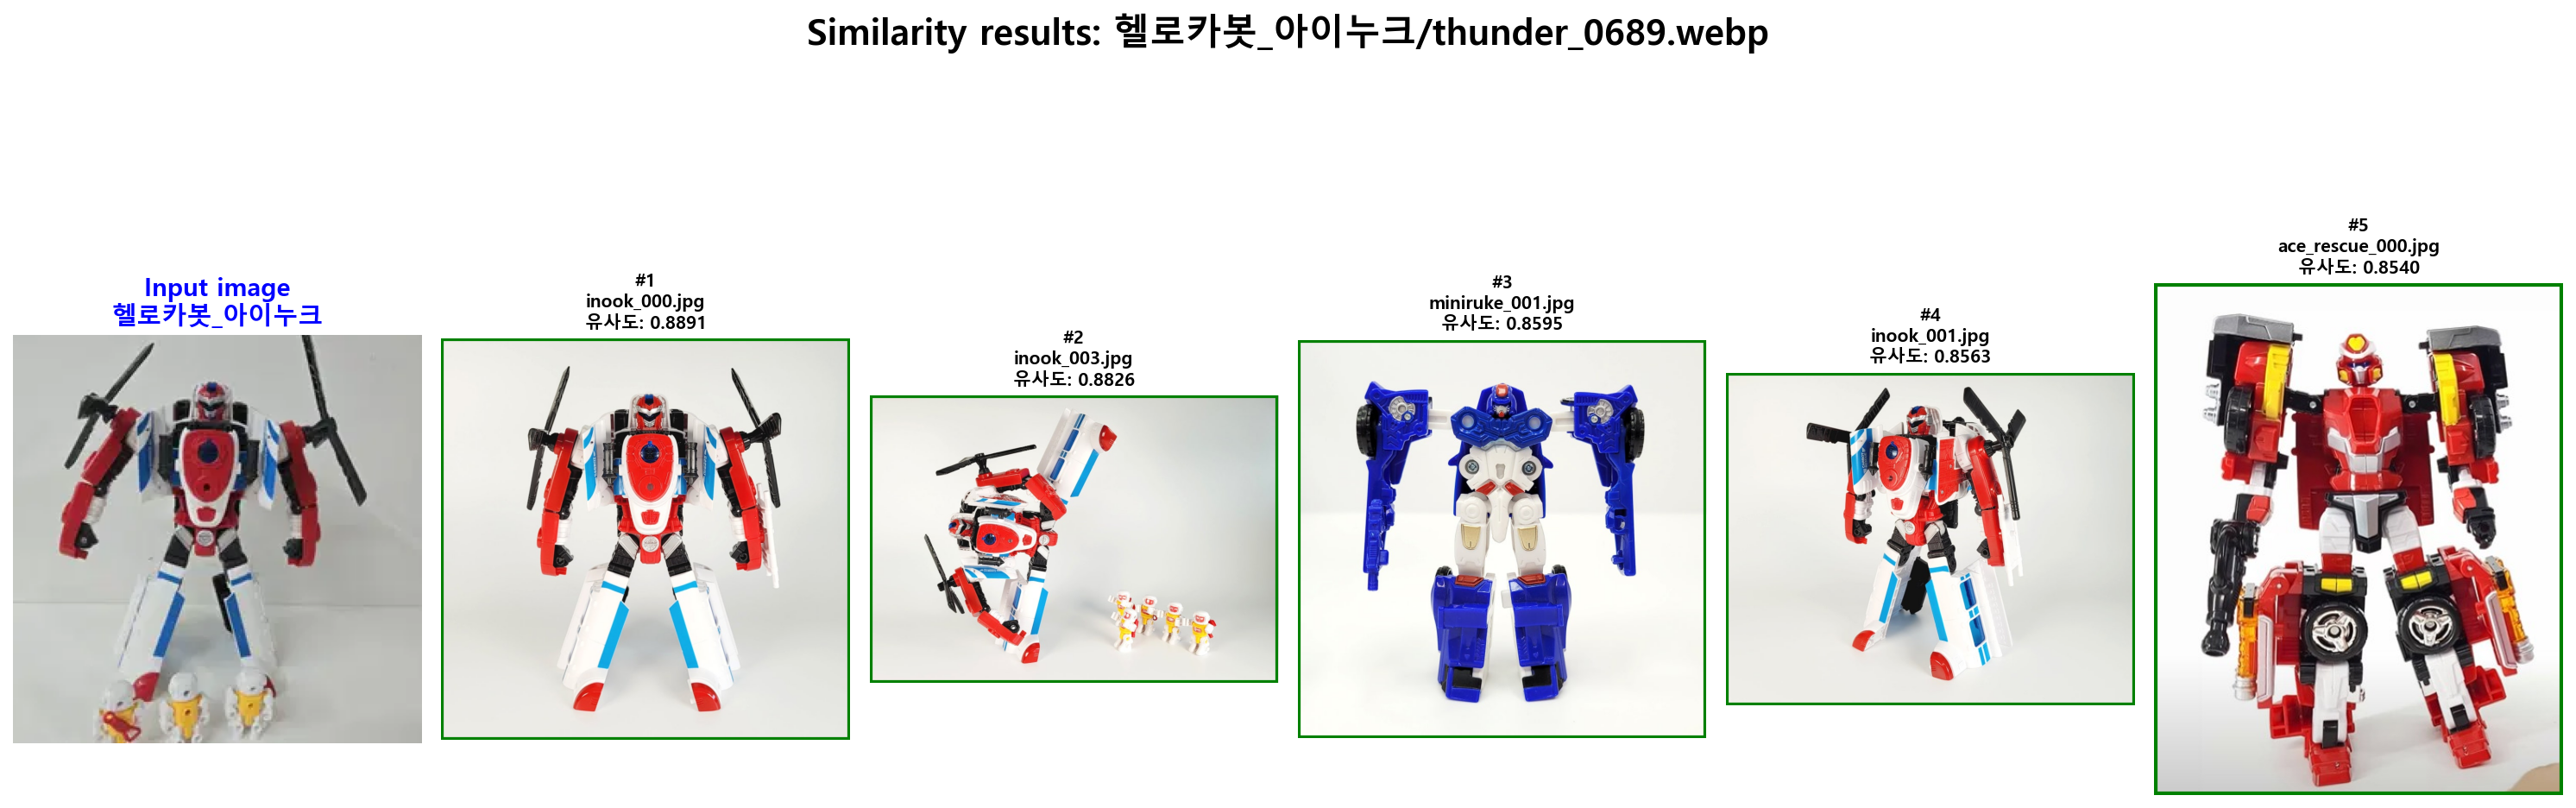 Similarity results: 헬로카봇_아이누크/thunder_0689.webp
Input image
헬로카봇_아이누크
#1
inook_000.jpg
유사도: 0.8891
#2
inook_003.jpg
유사도: 0.8826
#3
miniruke_001.jpg
유사도: 0.8595
#4
inook_001.jpg
유사도: 0.8563
#5
ace_rescue_000.jpg
유사도: 0.8540